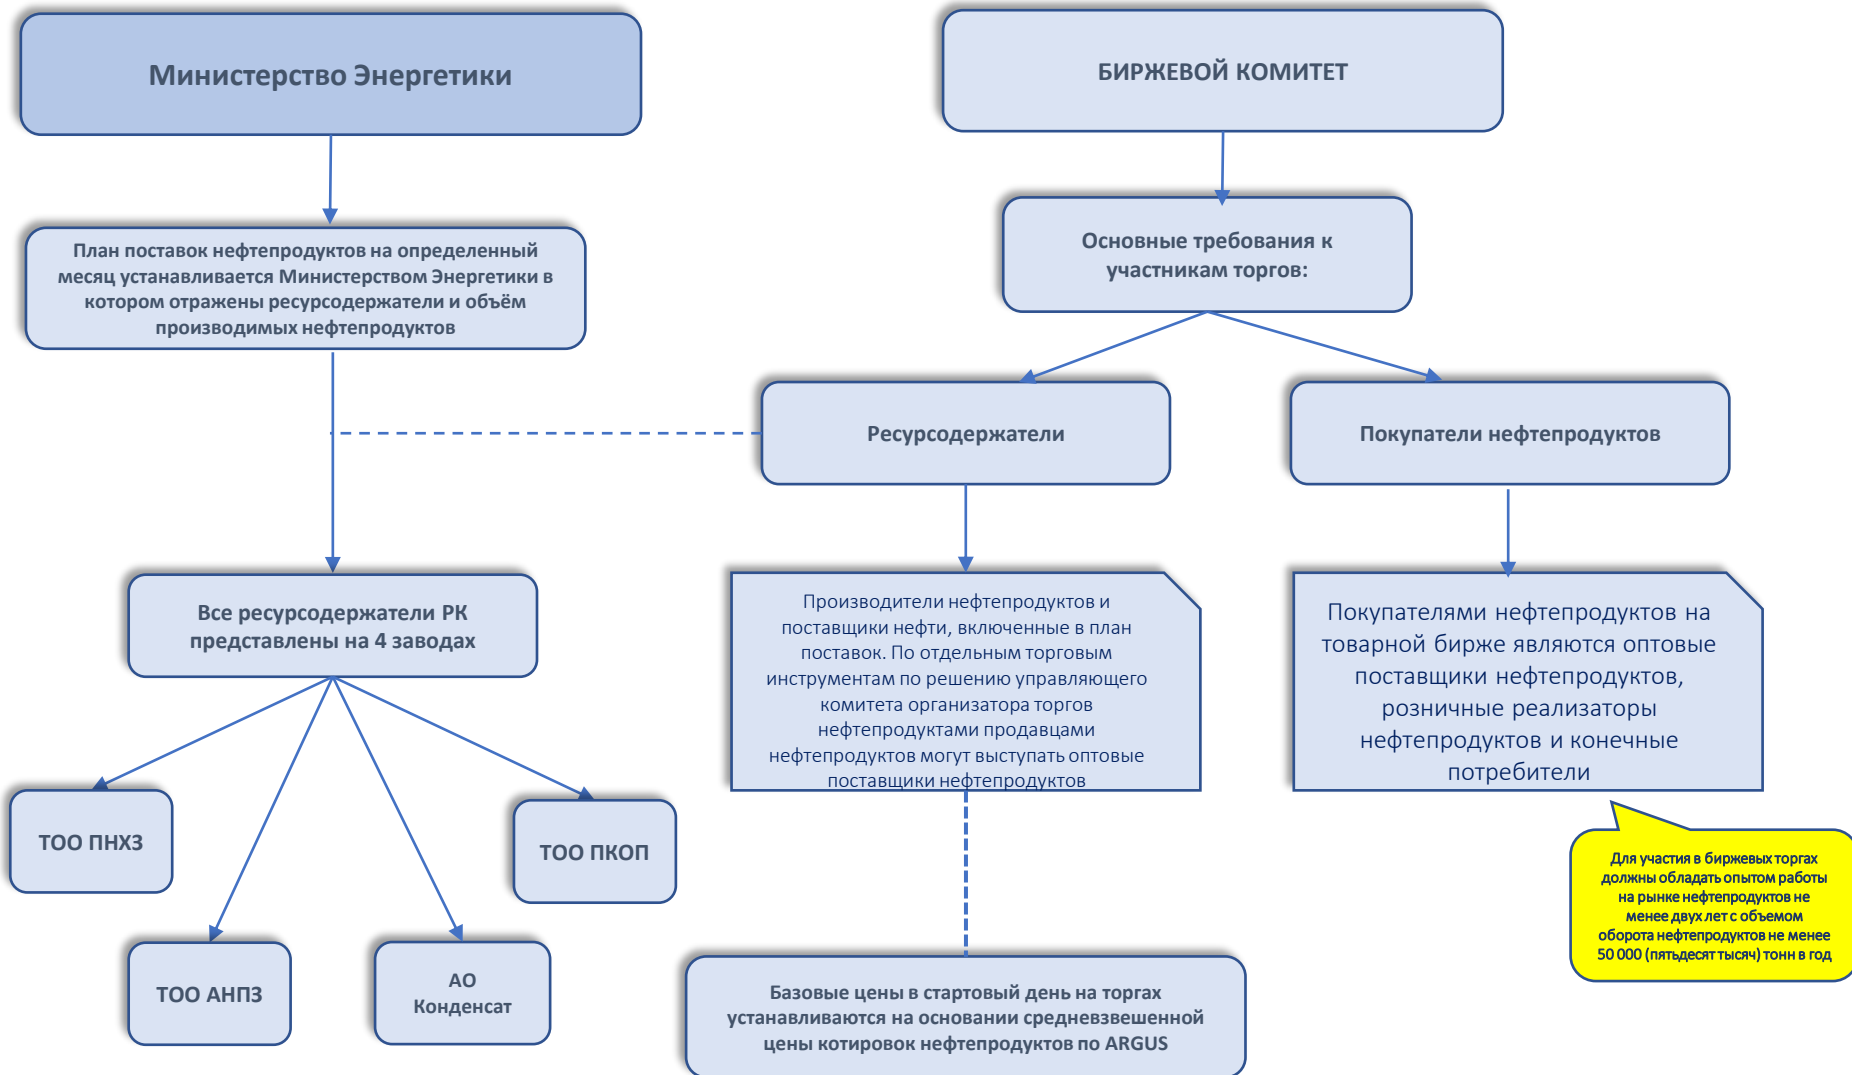 Министерство Энергетики
БИРЖЕВОЙ КОМИТЕТ
План поставок нефтепродуктов на определенный
месяц устанавливается Министерством Энергетики в
котором отражены ресурсодержатели и объём
производимых нефтепродуктов
Основные требования к
участникам торгов:
Ресурсодержатели
Покупатели нефтепродуктов
Все ресурсодержатели РК
представлены на 4 заводах
Производители нефтепродуктов и
поставщики нефти, включенные в план
поставок. По отдельным торговым
инструментам по решению управляющего
комитета организатора торгов
нефтепродуктами продавцами
нефтепродуктов могут выступать оптовые
поставщики нефтепродуктов
Покупателями нефтепродуктов на
товарной бирже являются оптовые
поставщики нефтепродуктов,
розничные реализаторы
нефтепродуктов и конечные
потребители
ТОО ПНХЗ
ТОО ПКОП
ТОО АНПЗ
АО
Конденсат
Базовые цены в стартовый день на торгах
устанавливаются на основании средневзвешенной
цены котировок нефтепродуктов по ARGUS
Для участия в биржевых торгах
должны обладать опытом работы
на рынке нефтепродуктов не
менее двух лет с объемом
оборота нефтепродуктов не менее
50 000 (пятьдесят тысяч) тонн в год